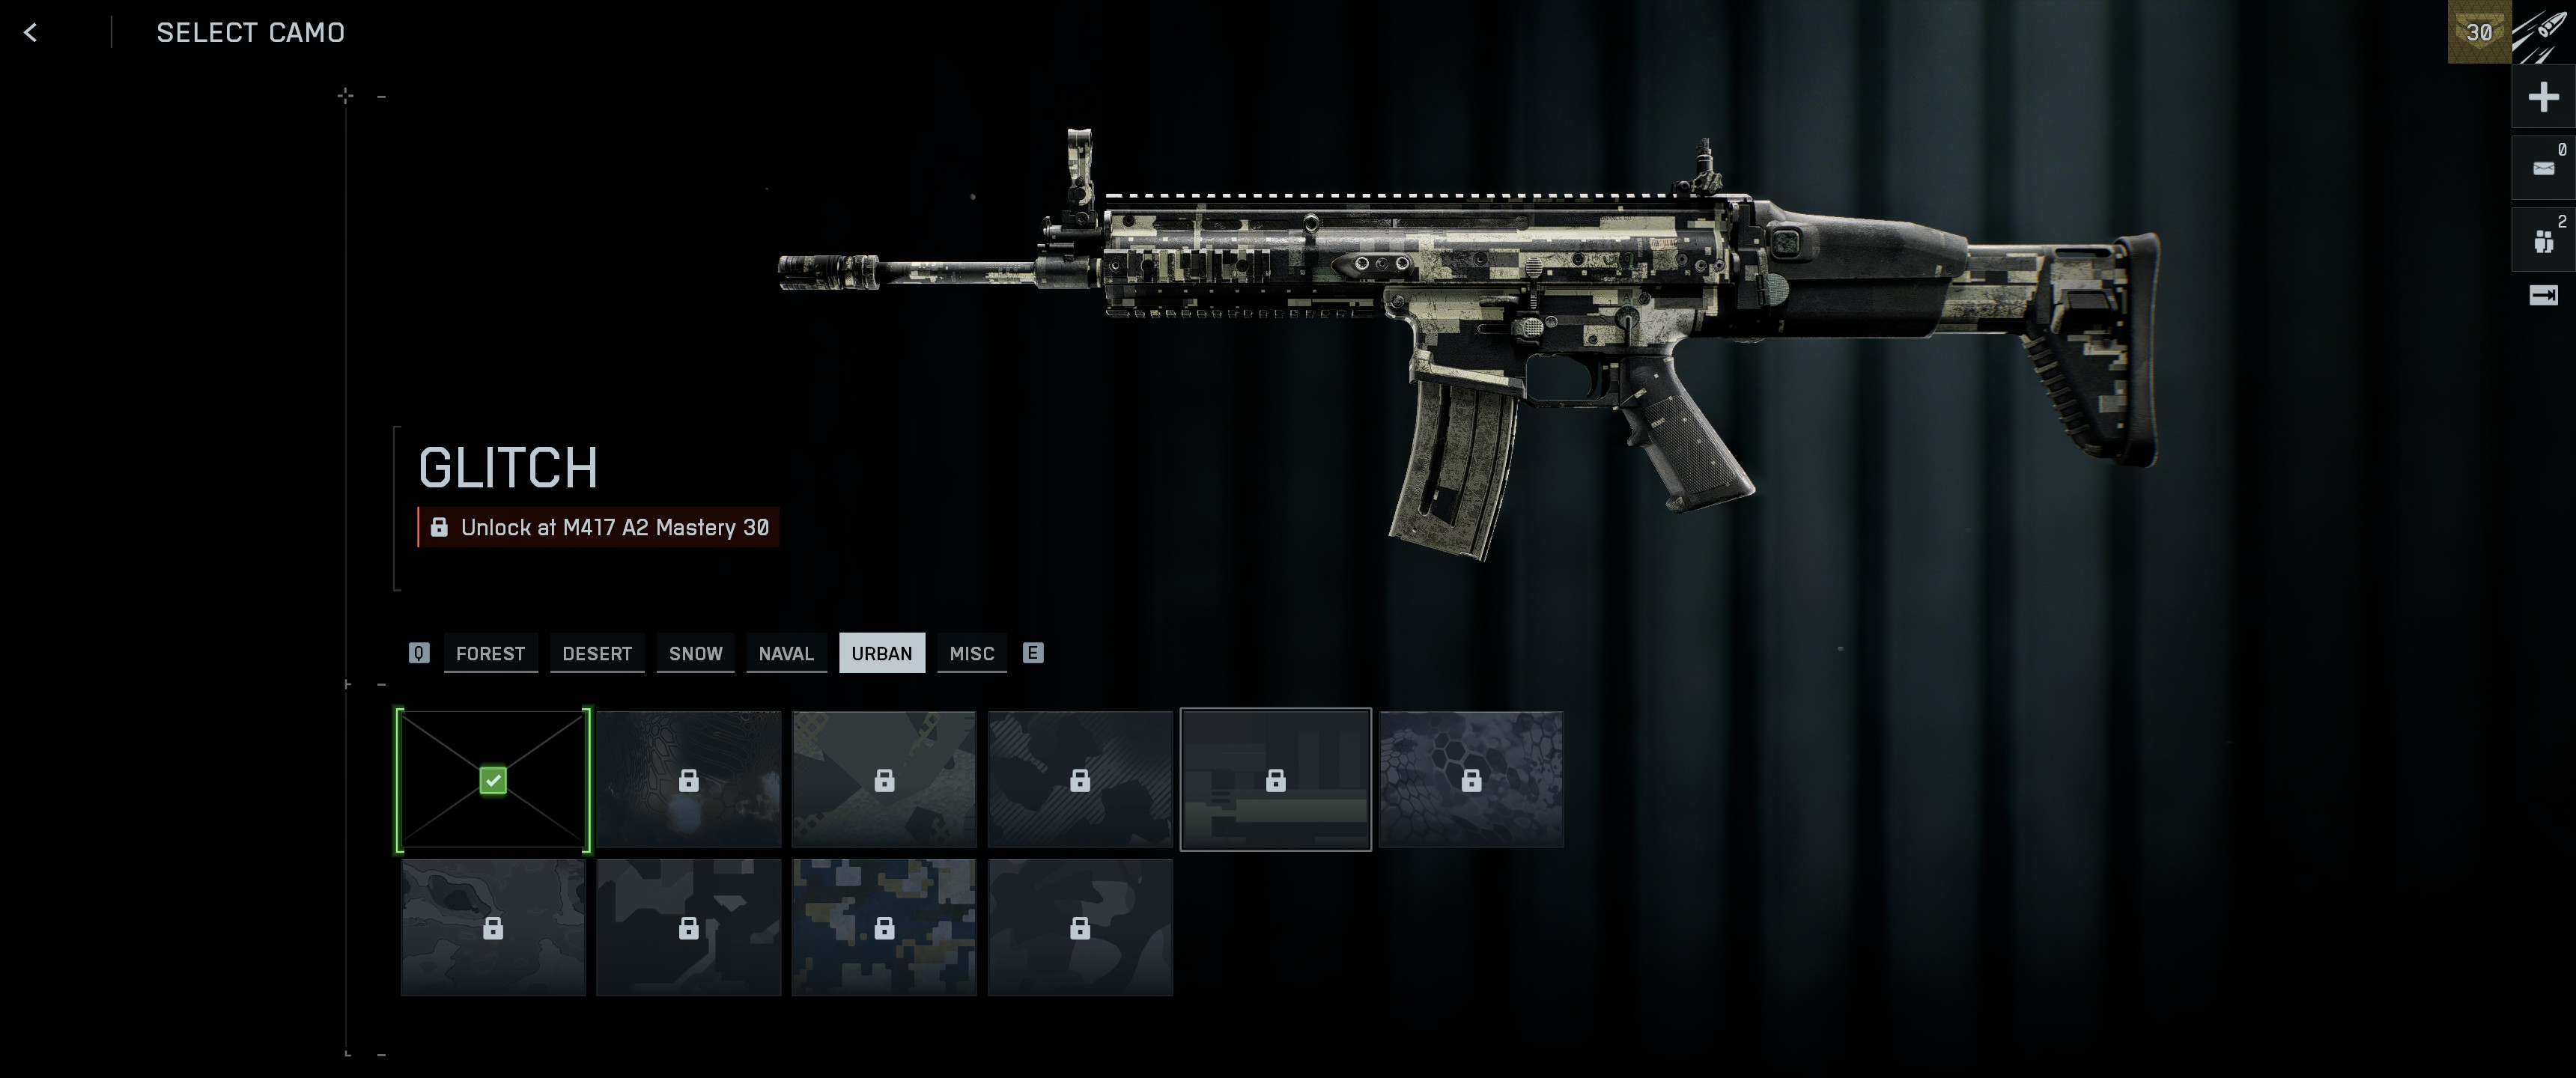 SELECT CAMO
30
0
2
GLITCH
Unlock at M417 A2 Mastery 30
Q FOREST DESERT SNOW NAVAL URBAN MISC E